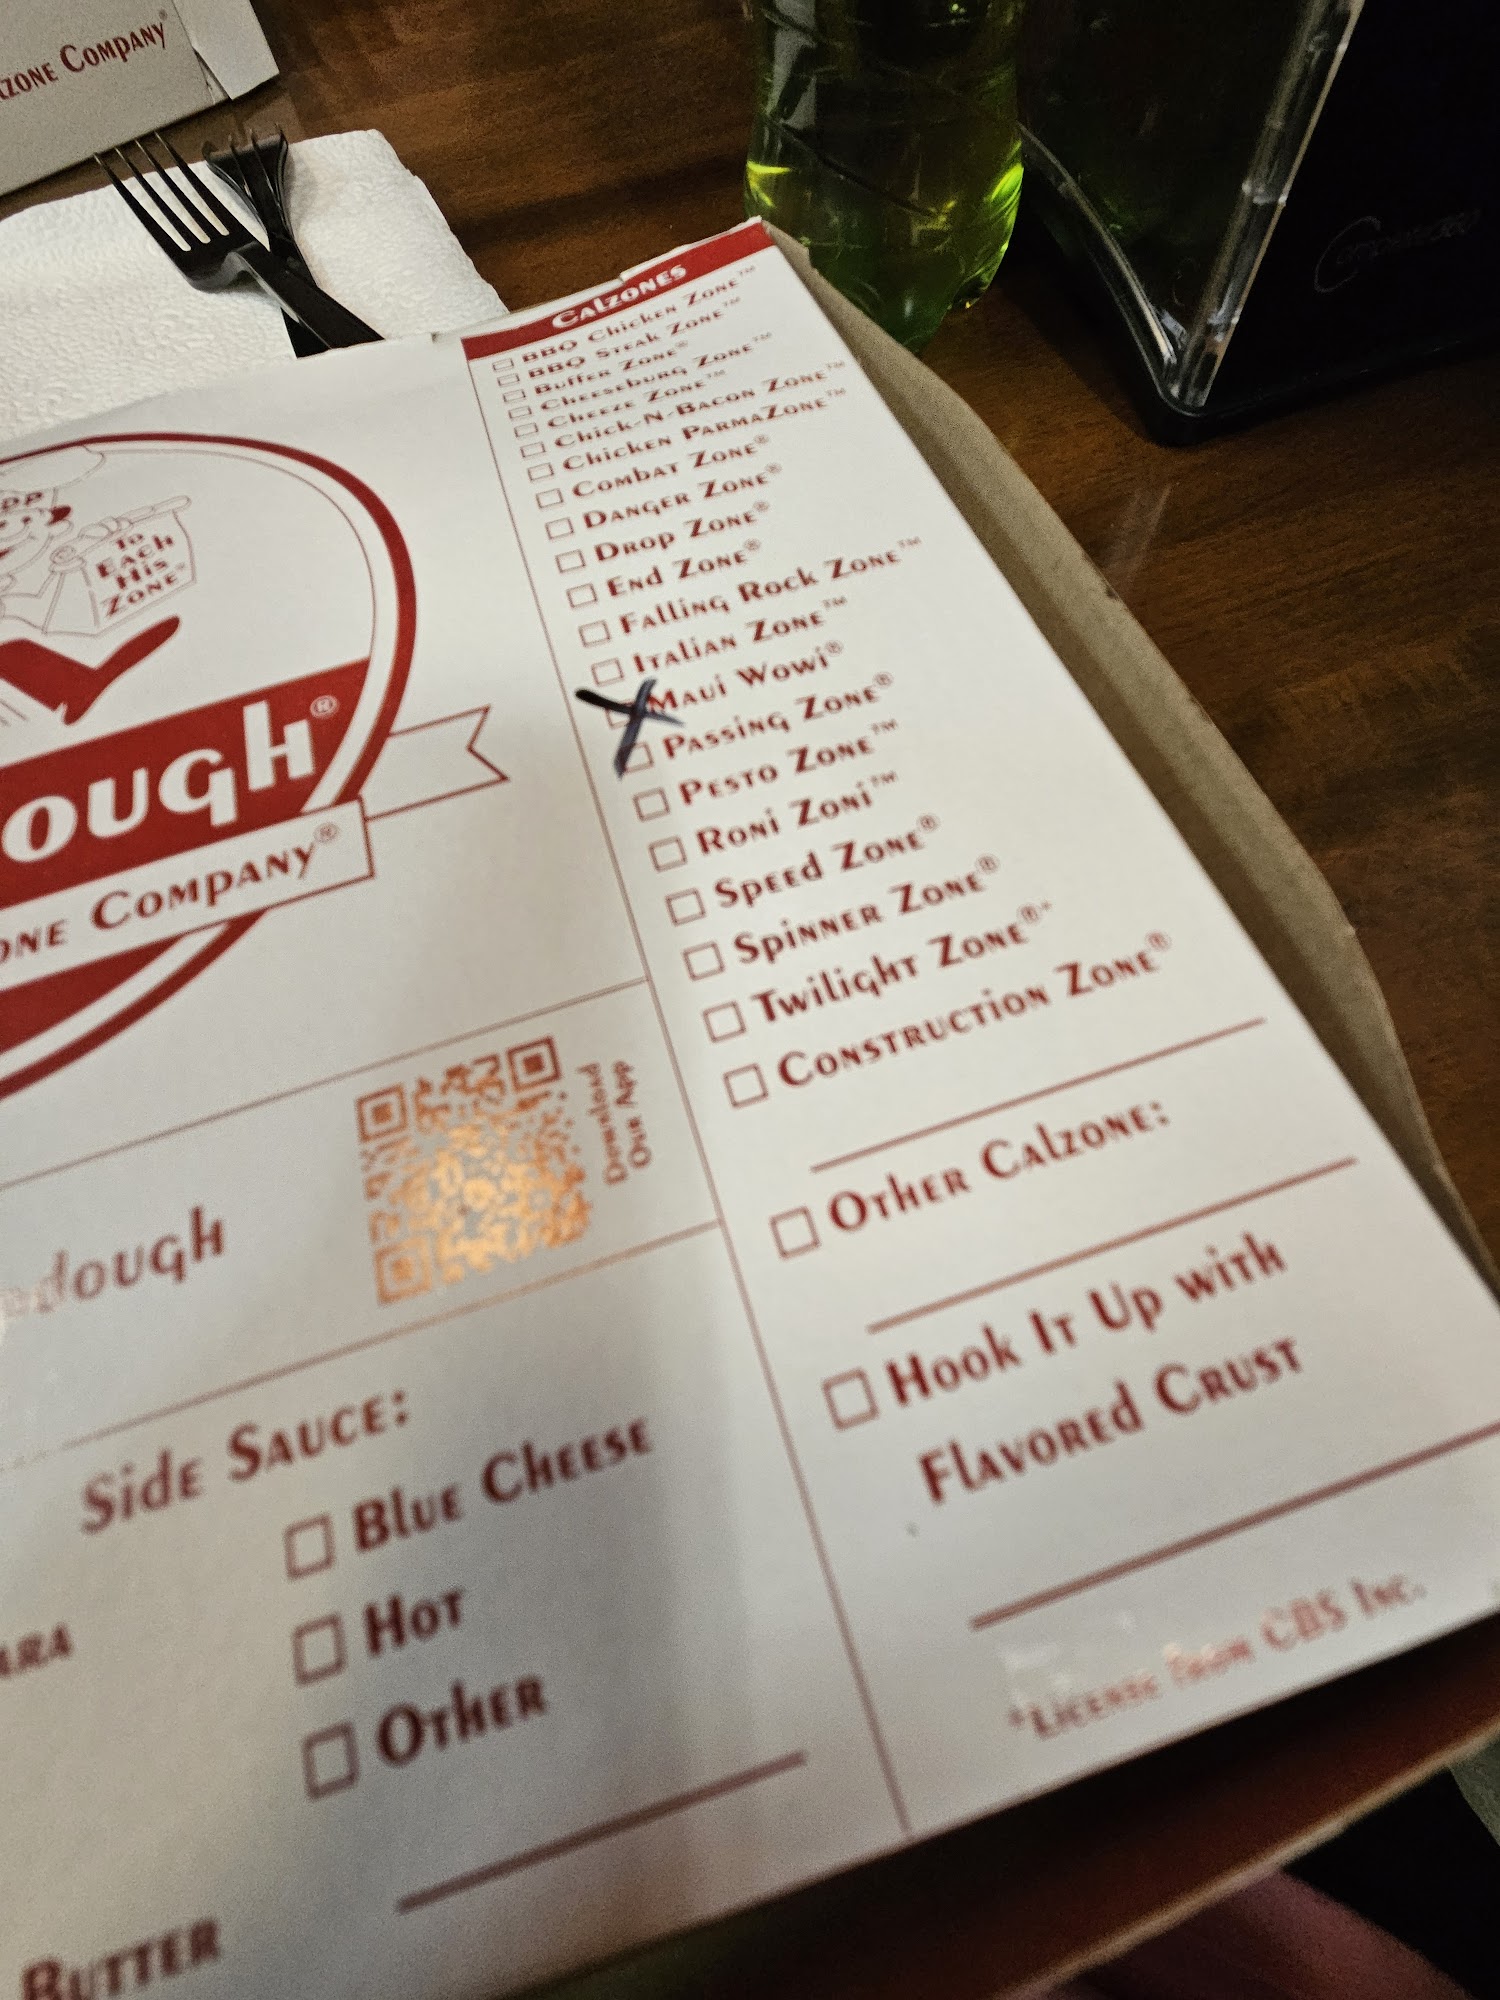 zone Company®
Calzones
BBQ Chicken Zone™
BBQ Steak Zone™
Buffer Zone®
Cheeseburg Zone™
Cheeze Zone™
Chick-N-Bacon Zone™
Chicken ParmaZone™
Combat Zone®
Danger Zone®
Drop Zone®
End Zone®
Falling Rock Zone™
Italian Zone™
Maui Wowi®
Passing Zone®
Pesto Zone™
Roni Zoni™
Speed Zone®
Spinner Zone®
Twilight Zone®*
Construction Zone®
Other Calzone:
Hook It Up with
Flavored Crust
*License from CBS Inc.
To
Each
His
Zone™
ough®
one Company®
Download
Our App
dough
Side Sauce:
Blue Cheese
Hot
Other
ara
Butter